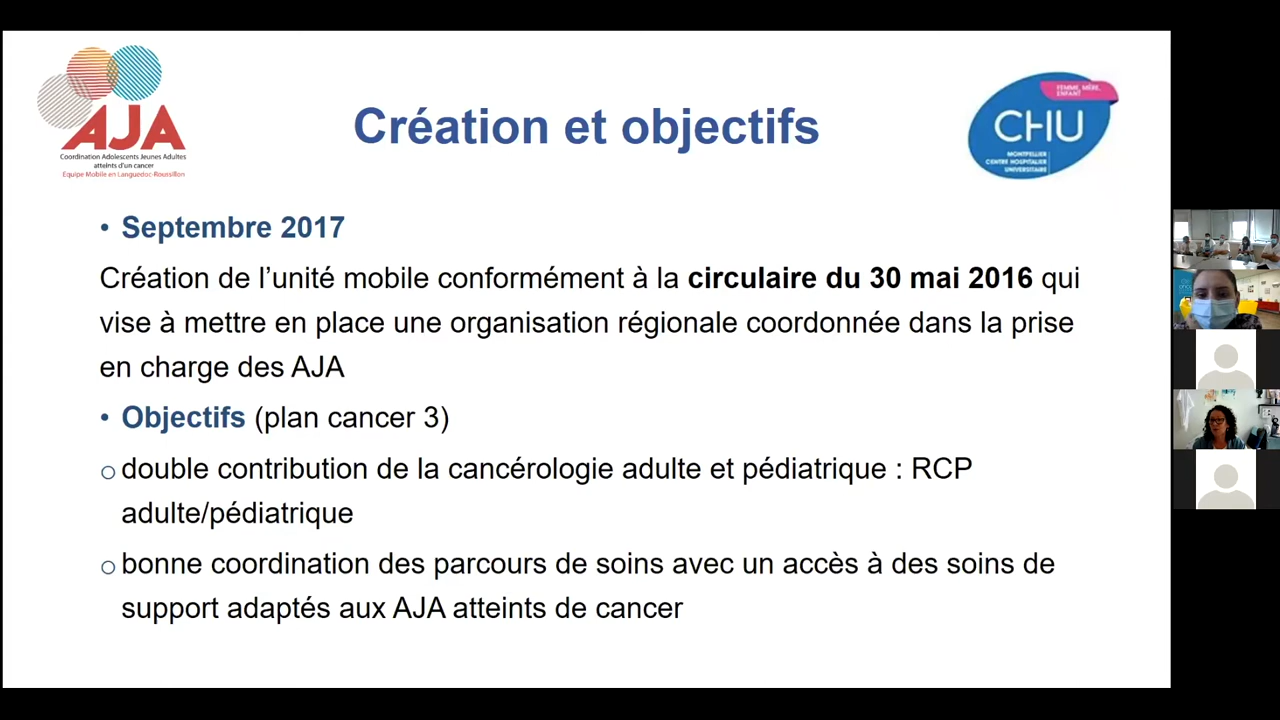 AJA
Coordination Adolescents Jeunes Adultes
atteints d'un cancer
Equipe Mobile en Languedoc-Roussillon
Création et objectifs
FEMME, MÈRE,
ENFANT
CHU
MONTPELLIER
CENTRE HOSPITALIER
UNIVERSITAIRE
• Septembre 2017
Création de l’unité mobile conformément à la circulaire du 30 mai 2016 qui
vise à mettre en place une organisation régionale coordonnée dans la prise
en charge des AJA
• Objectifs (plan cancer 3)
o double contribution de la cancérologie adulte et pédiatrique : RCP
adulte/pédiatrique
o bonne coordination des parcours de soins avec un accès à des soins de
support adaptés aux AJA atteints de cancer